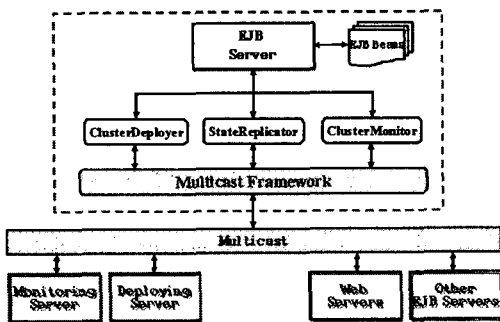 EJB
Server
EJB Beans
ClusterDeployer
StateReplicator
ClusterMonitor
Multicast Framework
Multicast
Monitoring
Server
Deploying
Server
Web
Servers
Other
EJB Servers